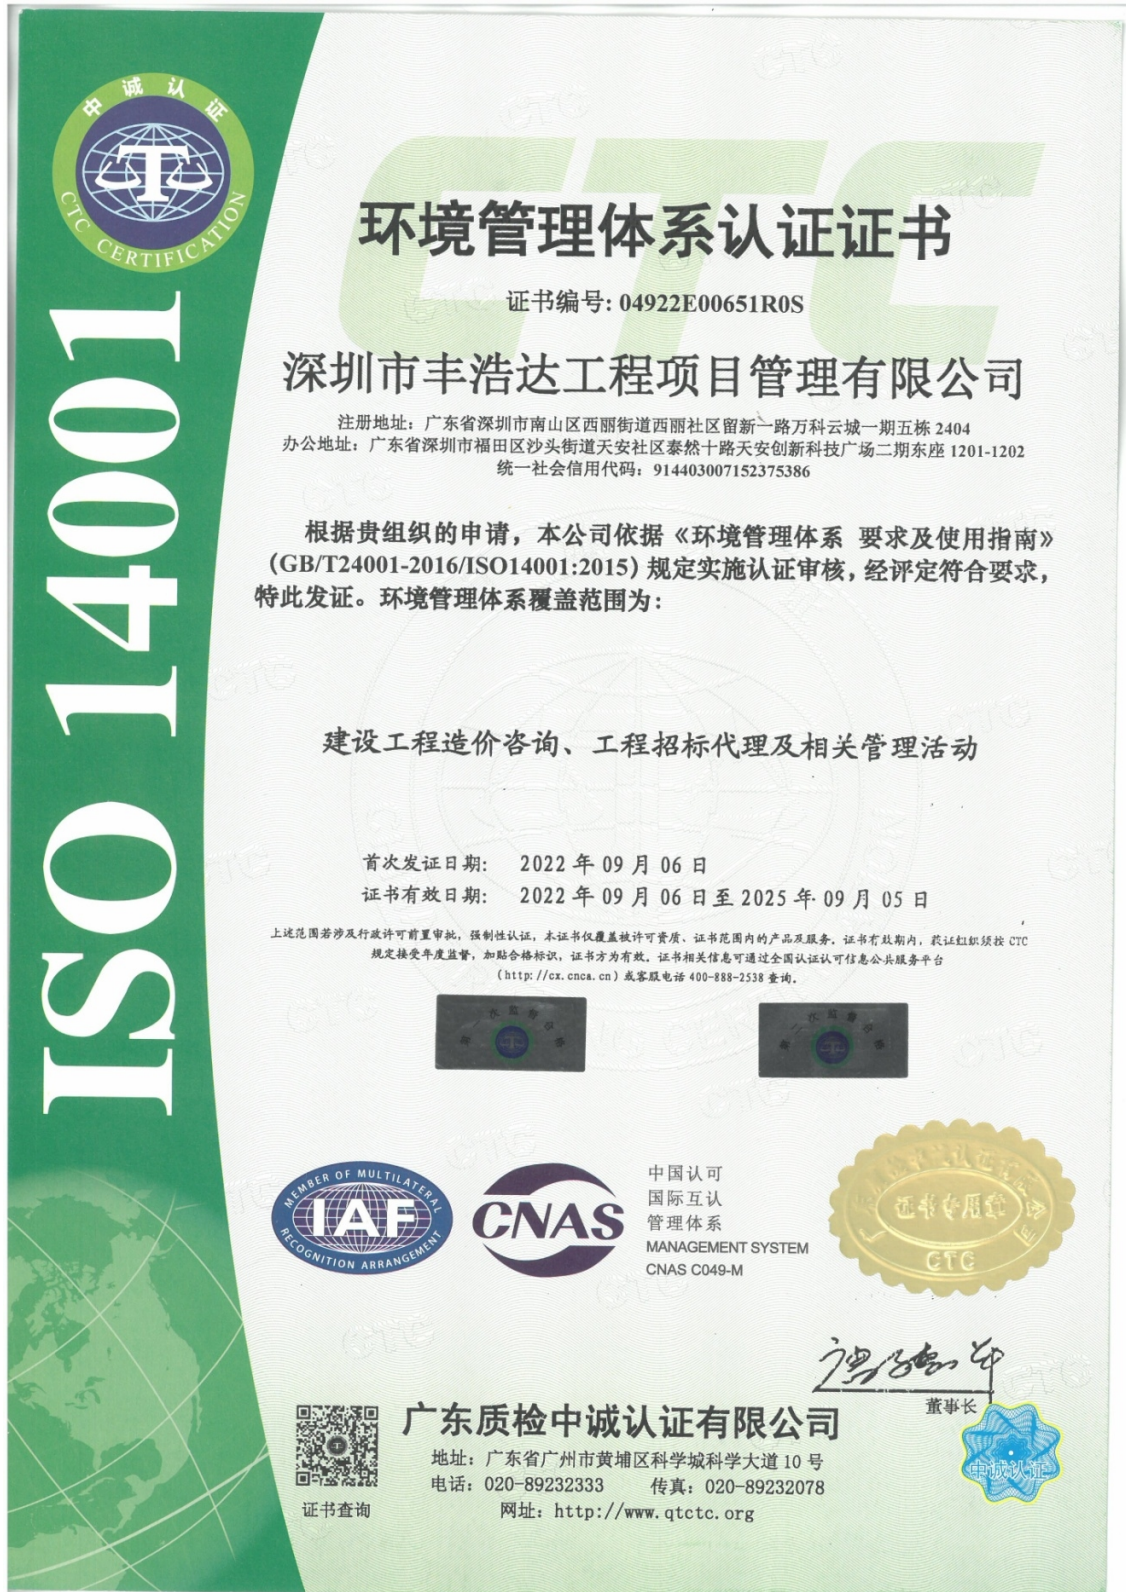 中诚认证
CTC CERTIFICATION
ISO 14001
CTC
环境管理体系认证证书
证书编号: 04922E00651R0S
深圳市丰浩达工程项目管理有限公司
注册地址：广东省深圳市南山区西丽街道西丽社区留新一路万科云城一期五栋 2404
办公地址：广东省深圳市福田区沙头街道天安社区泰然十路天安创新科技广场二期东座 1201-1202
统一社会信用代码：914403007152375386
根据贵组织的申请，本公司依据《环境管理体系 要求及使用指南》
（GB/T24001-2016/ISO14001:2015）规定实施认证审核，经评定符合要求，
特此发证。环境管理体系覆盖范围为：
建设工程造价咨询、工程招标代理及相关管理活动
首次发证日期： 2022 年 09 月 06 日
证书有效日期： 2022 年 09 月 06 日至 2025 年 09 月 05 日
上述范围若涉及行政许可前置审批，强制性认证，本证书仅覆盖被许可资质、证书范围内的产品及服务。证书有效期内，获证组织须按 CTC
规定接受年度监督，加贴合格标识，证书方为有效。证书相关信息可通过全国认证认可信息公共服务平台
（http://cx.cnca.cn）或客服电话 400-888-2538 查询。
MEMBER OF MULTILATERAL
IAF
RECOGNITION ARRANGEMENT
CNAS
中国认可
国际互认
管理体系
MANAGEMENT SYSTEM
CNAS C049-M
证书专用章
CTC
董事长
中诚认证
广东质检中诚认证有限公司
地址：广东省广州市黄埔区科学城科学大道 10 号
电话：020-89232333 传真：020-89232078
网址：http://www.qtctc.org
证书查询